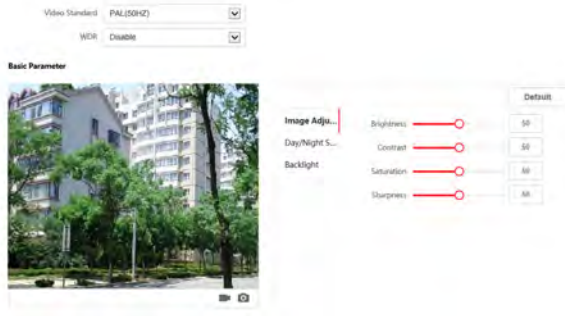 Video Standard PAL(50HZ)
WDR Disable
Basic Parameter
Default
Image Adju...
Brightness 50
Day/Night S...
Contrast 50
Backlight
Saturation 50
Sharpness 50